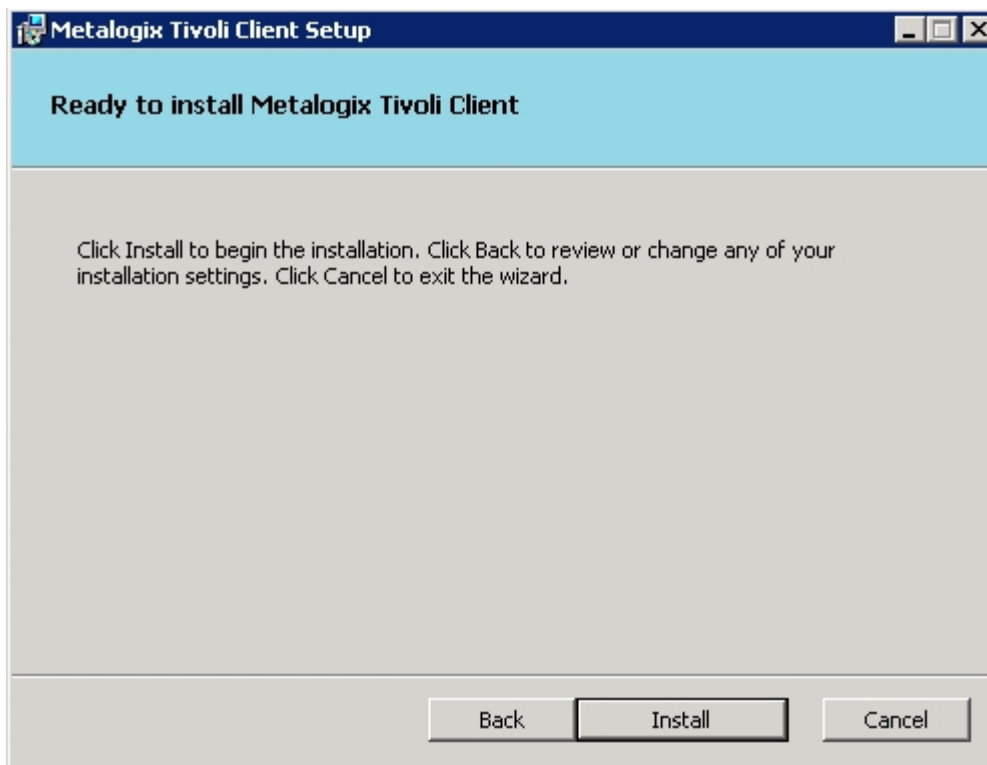 Metalogix Tivoli Client Setup
Ready to install Metalogix Tivoli Client
Click Install to begin the installation. Click Back to review or change any of your
installation settings. Click Cancel to exit the wizard.
Back Install Cancel